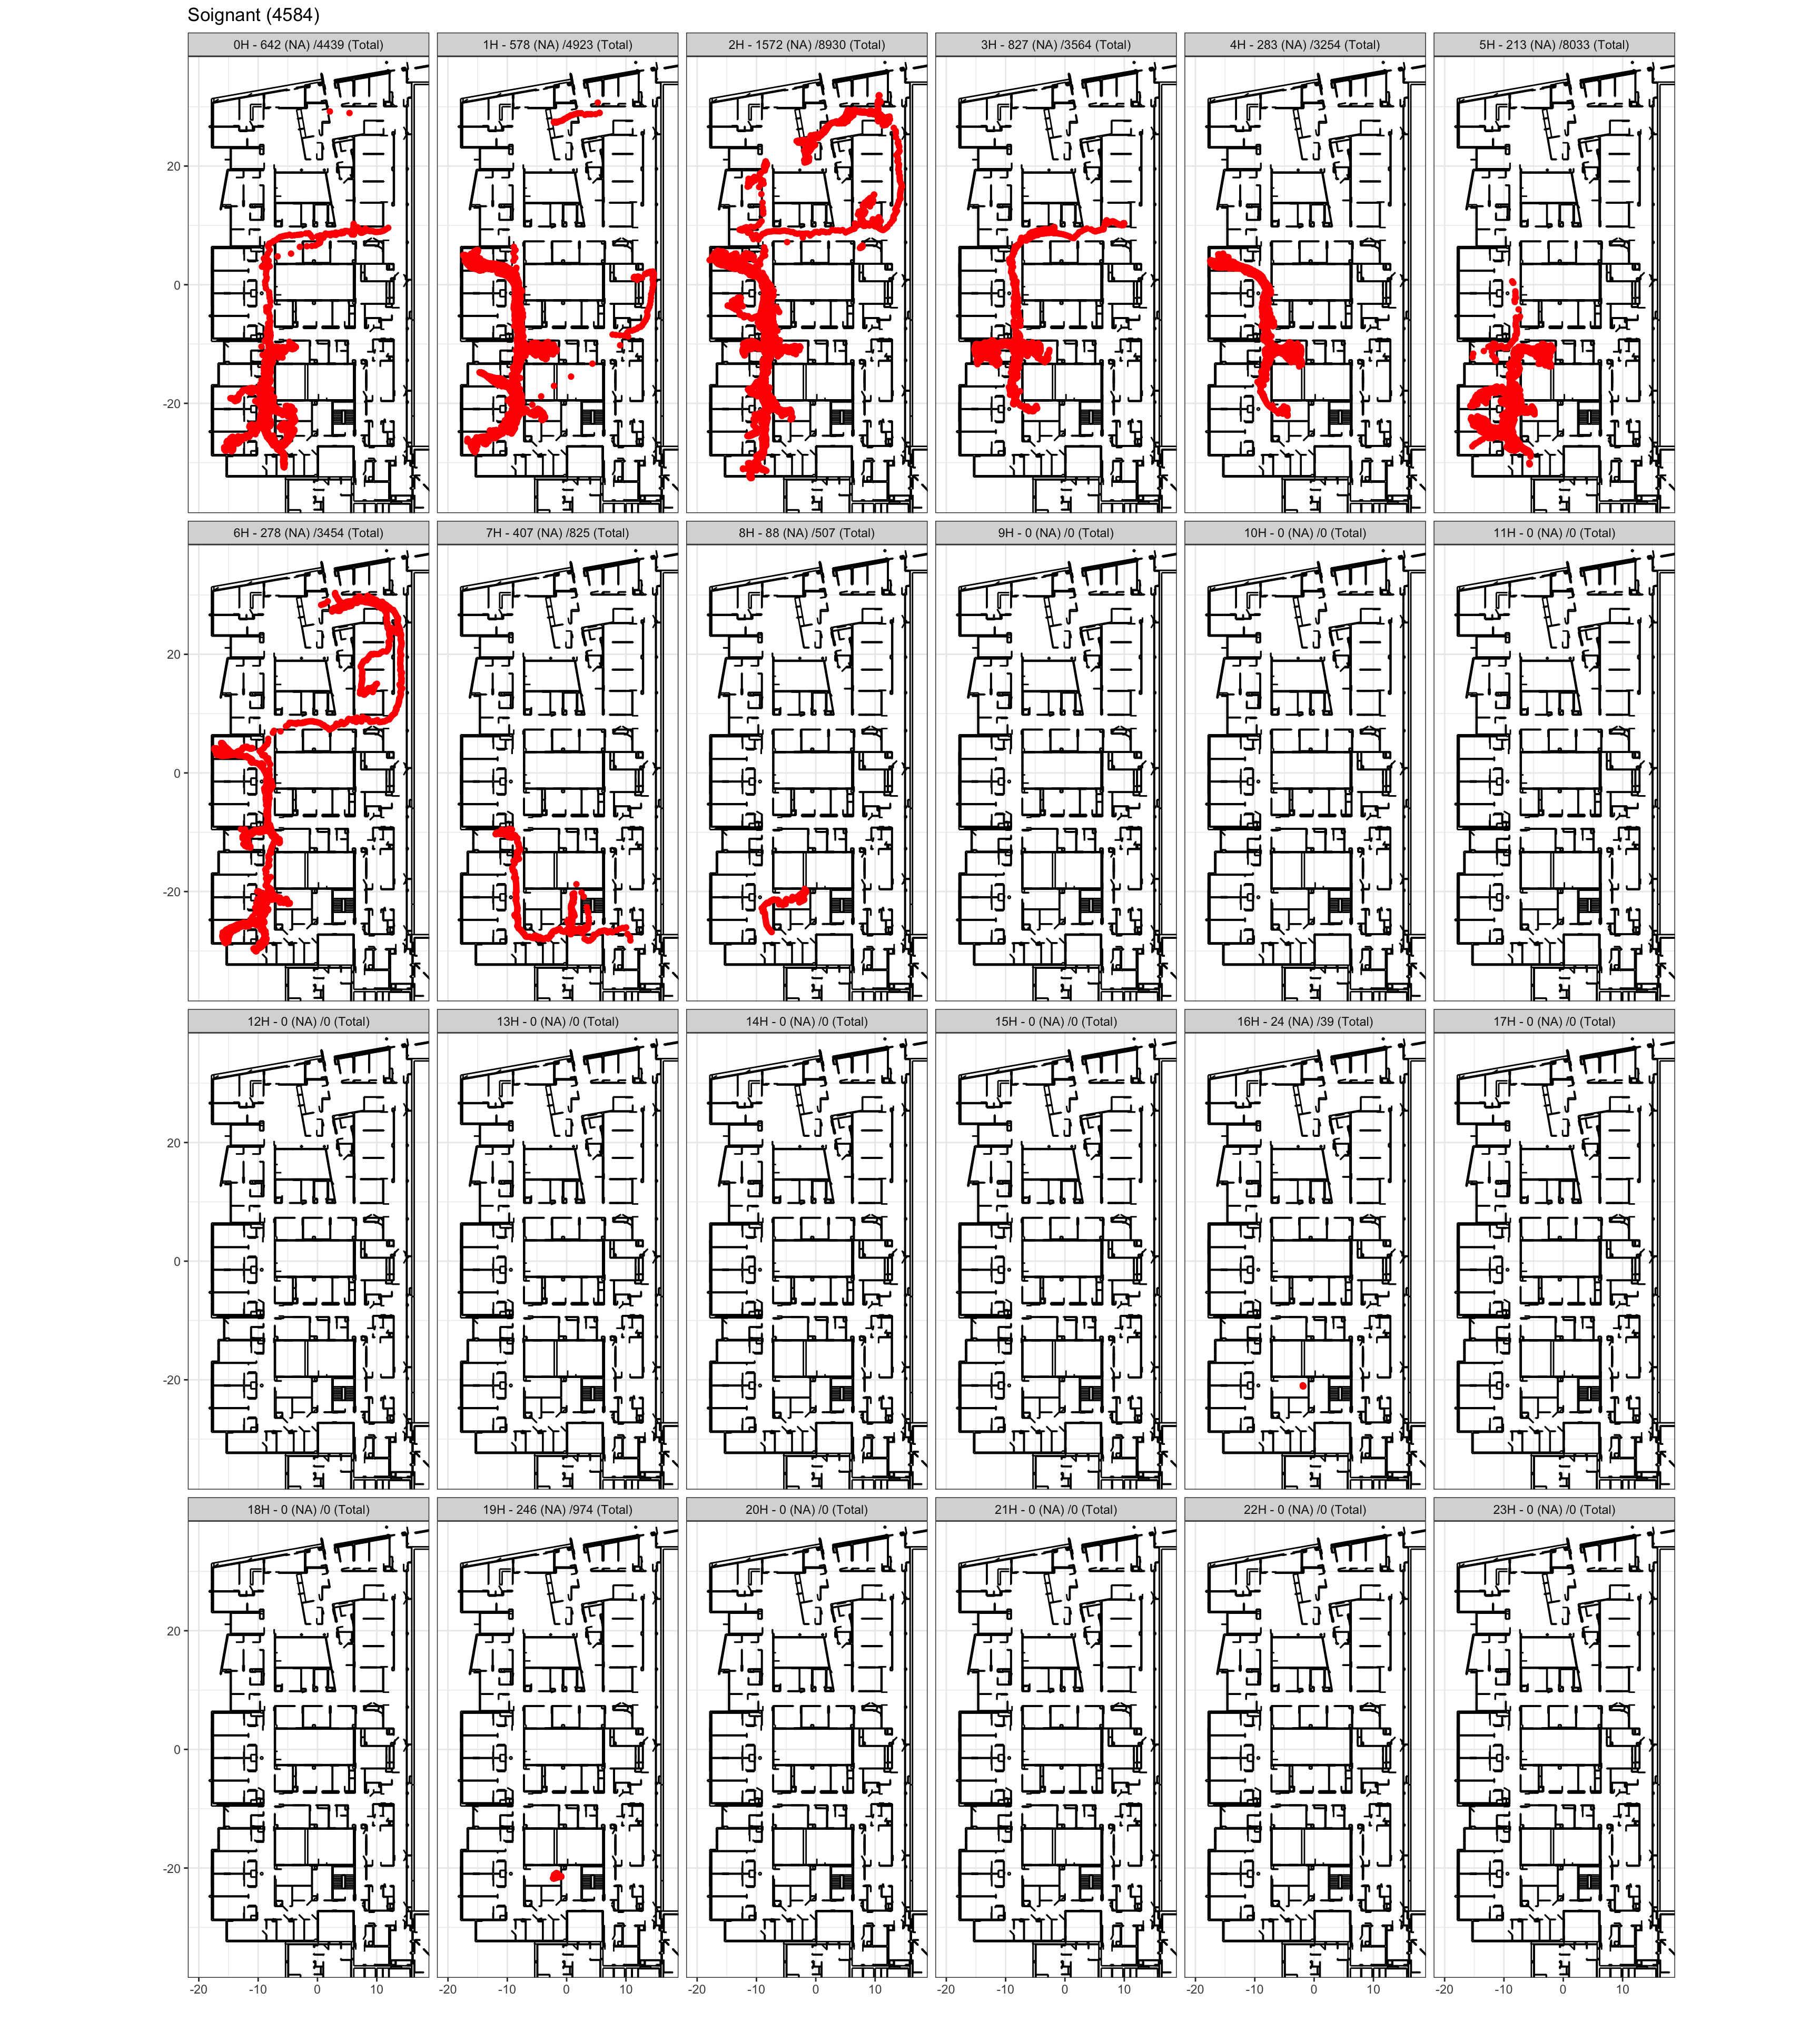 Soignant (4584)
0H - 642 (NA) /4439 (Total) 1H - 578 (NA) /4923 (Total) 2H - 1572 (NA) /8930 (Total) 3H - 827 (NA) /3564 (Total) 4H - 283 (NA) /3254 (Total) 5H - 213 (NA) /8033 (Total)
20
0
-20
6H - 278 (NA) /3454 (Total) 7H - 407 (NA) /825 (Total) 8H - 88 (NA) /507 (Total) 9H - 0 (NA) /0 (Total) 10H - 0 (NA) /0 (Total) 11H - 0 (NA) /0 (Total)
20
0
-20
12H - 0 (NA) /0 (Total) 13H - 0 (NA) /0 (Total) 14H - 0 (NA) /0 (Total) 15H - 0 (NA) /0 (Total) 16H - 24 (NA) /39 (Total) 17H - 0 (NA) /0 (Total)
20
0
-20
18H - 0 (NA) /0 (Total) 19H - 246 (NA) /974 (Total) 20H - 0 (NA) /0 (Total) 21H - 0 (NA) /0 (Total) 22H - 0 (NA) /0 (Total) 23H - 0 (NA) /0 (Total)
20
0
-20
-20 -10 0 10 -20 -10 0 10 -20 -10 0 10 -20 -10 0 10 -20 -10 0 10 -20 -10 0 10